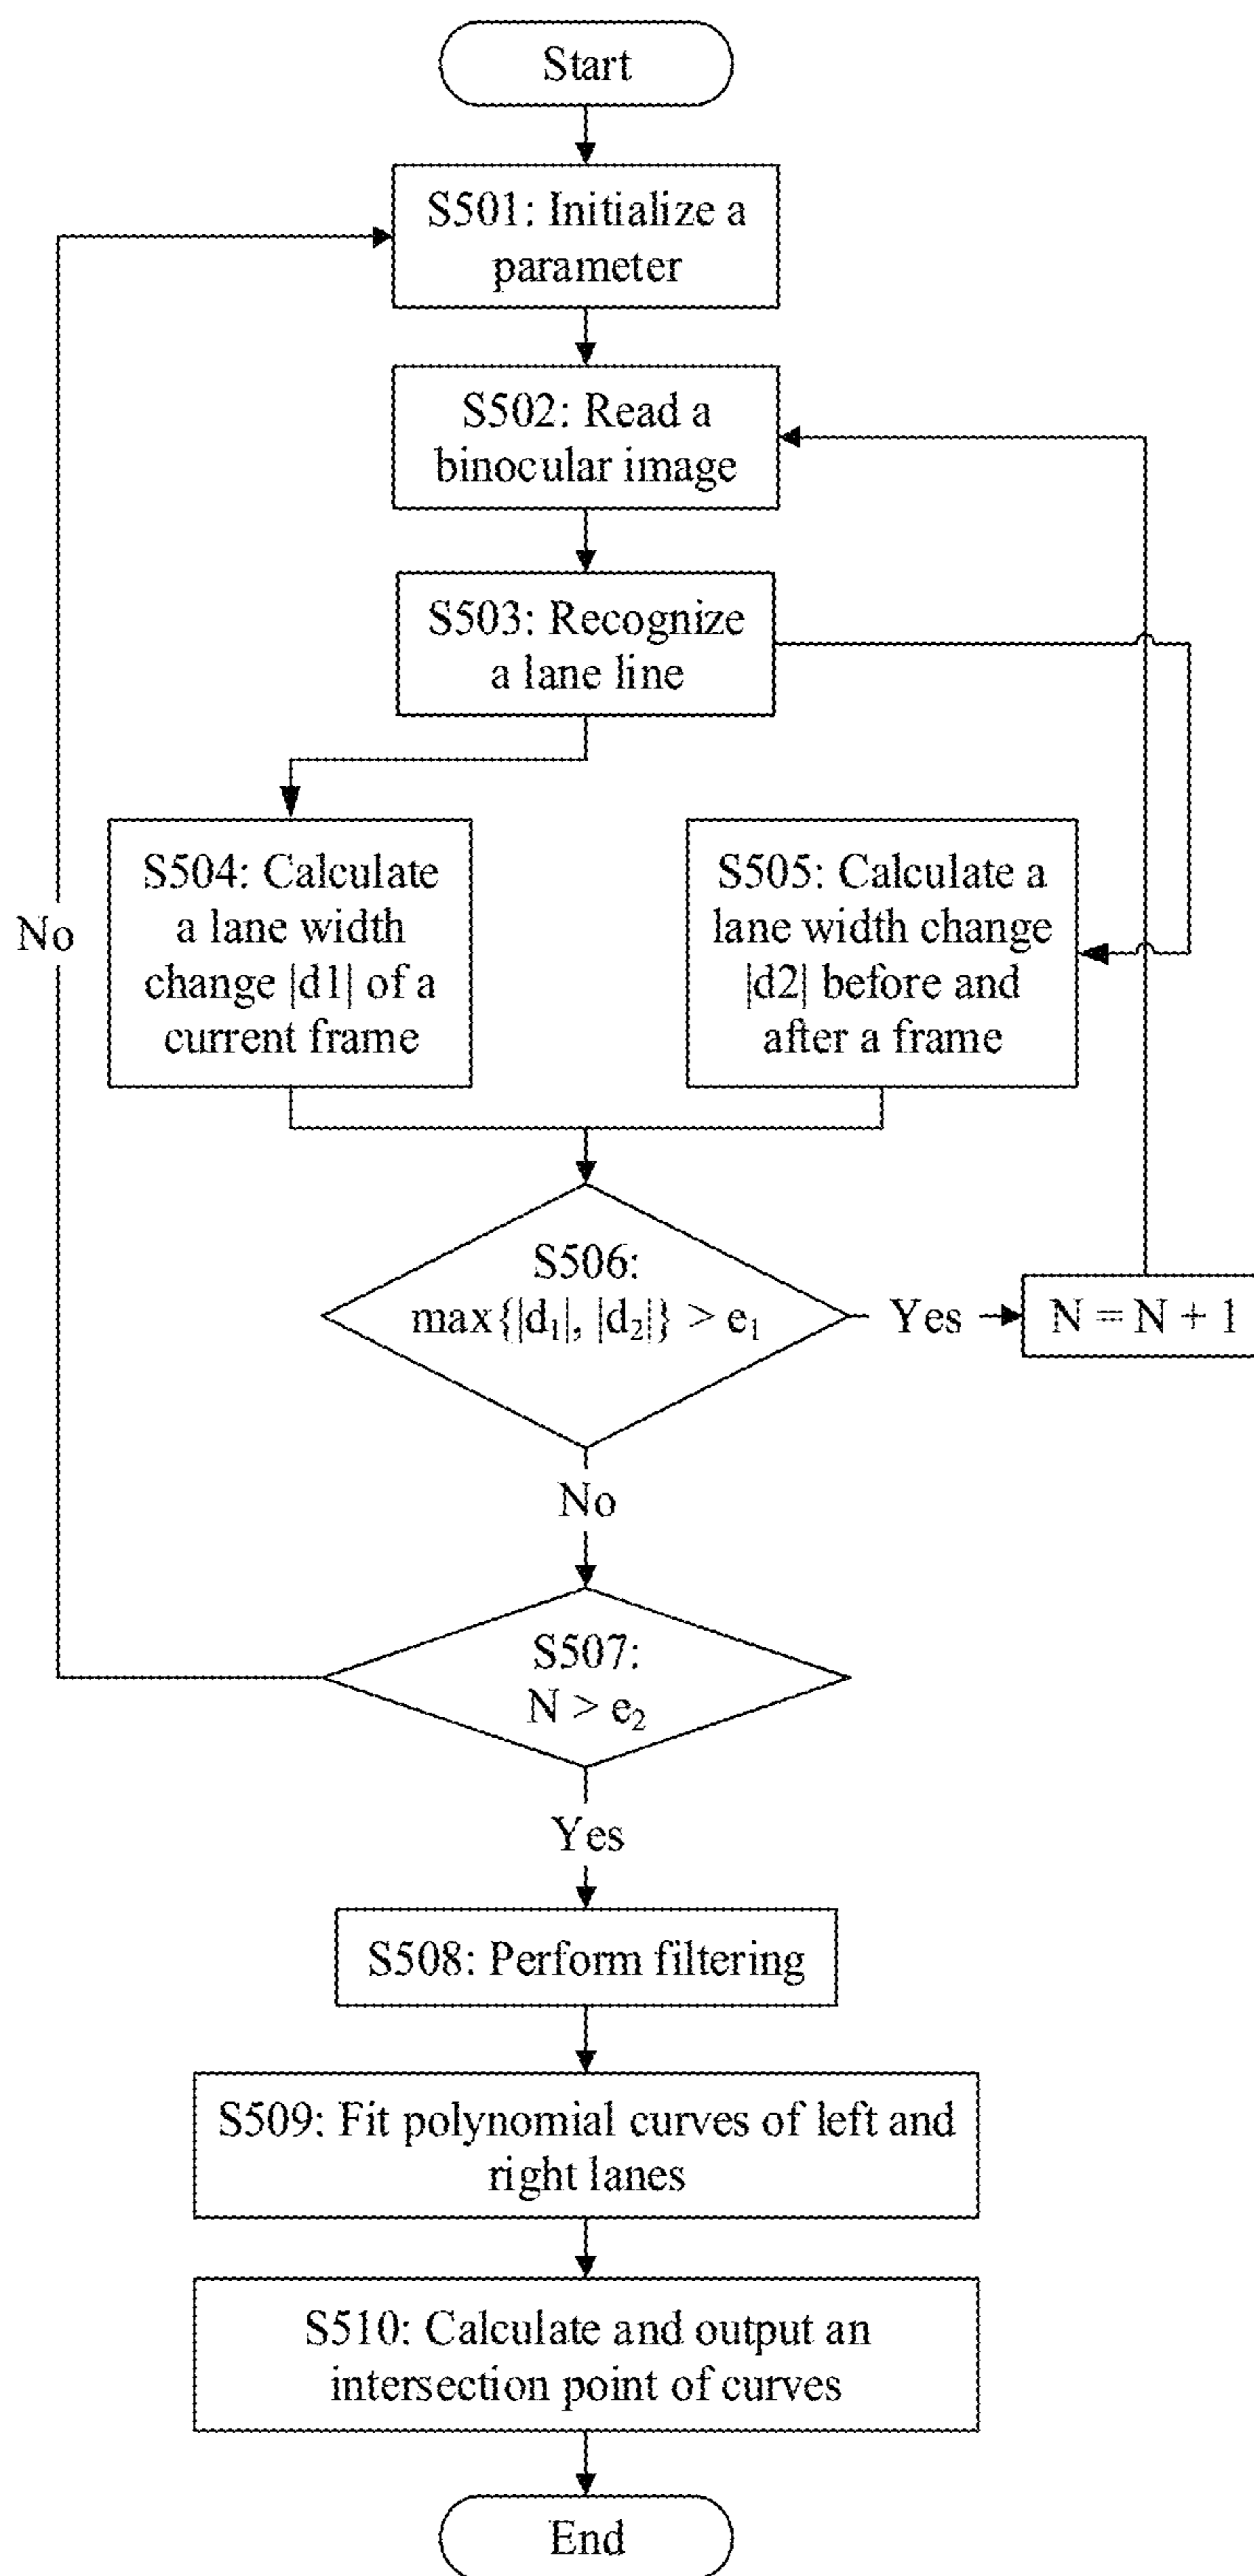 Start
S501: Initialize a
parameter
S502: Read a
binocular image
S503: Recognize
a lane line
S504: Calculate
a lane width
change |d1| of a
current frame
S505: Calculate a
lane width change
|d2| before and
after a frame
No
S506:
max{|d₁|, |d₂|} > e₁
Yes
N = N + 1
No
S507:
N > e₂
Yes
S508: Perform filtering
S509: Fit polynomial curves of left and
right lanes
S510: Calculate and output an
intersection point of curves
End